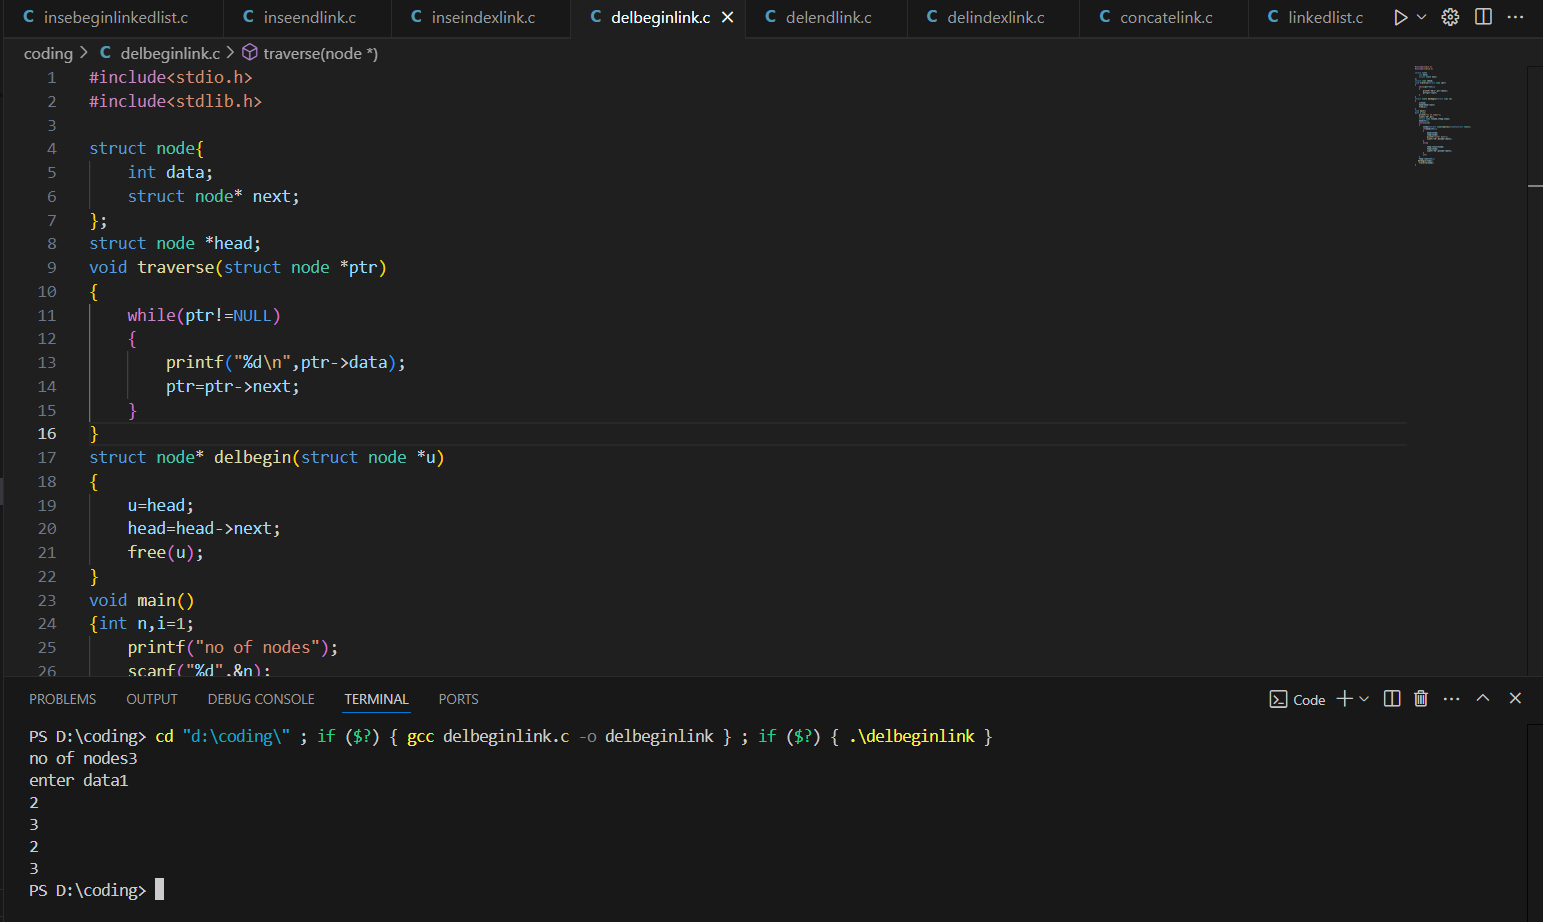 C insebeginlinkedlist.c C inseendlink.c C inseindexlink.c C delbeginlink.c C delendlink.c C delindexlink.c C concatelink.c C linkedlist.c
coding > C delbeginlink.c > traverse(node *)
1 #include<stdio.h>
2 #include<stdlib.h>
3
4 struct node{
5 int data;
6 struct node* next;
7 };
8 struct node *head;
9 void traverse(struct node *ptr)
10 {
11 while(ptr!=NULL)
12 {
13 printf("%d\n",ptr->data);
14 ptr=ptr->next;
15 }
16 }
17 struct node* delbegin(struct node *u)
18 {
19 u=head;
20 head=head->next;
21 free(u);
22 }
23 void main()
24 {int n,i=1;
25 printf("no of nodes");
26 scanf("%d",&n);
PROBLEMS OUTPUT DEBUG CONSOLE TERMINAL PORTS Code
PS D:\coding> cd "d:\coding\" ; if ($?) { gcc delbeginlink.c -o delbeginlink } ; if ($?) { .\delbeginlink }
no of nodes3
enter data1
2
3
2
3
PS D:\coding>